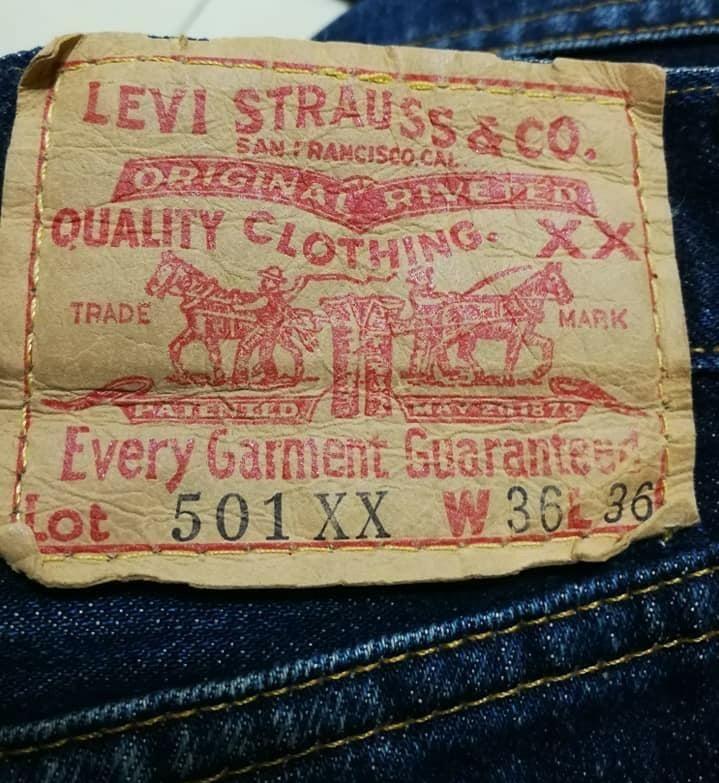 LEVI STRAUSS & CO.
SAN FRANCISCO, CAL.
ORIGINAL RIVETED
QUALITY CLOTHING. XX
TRADE MARK
PATENTED MAY 20 1873
Every Garment Guaranteed
Lot 501 XX W 36 L 36